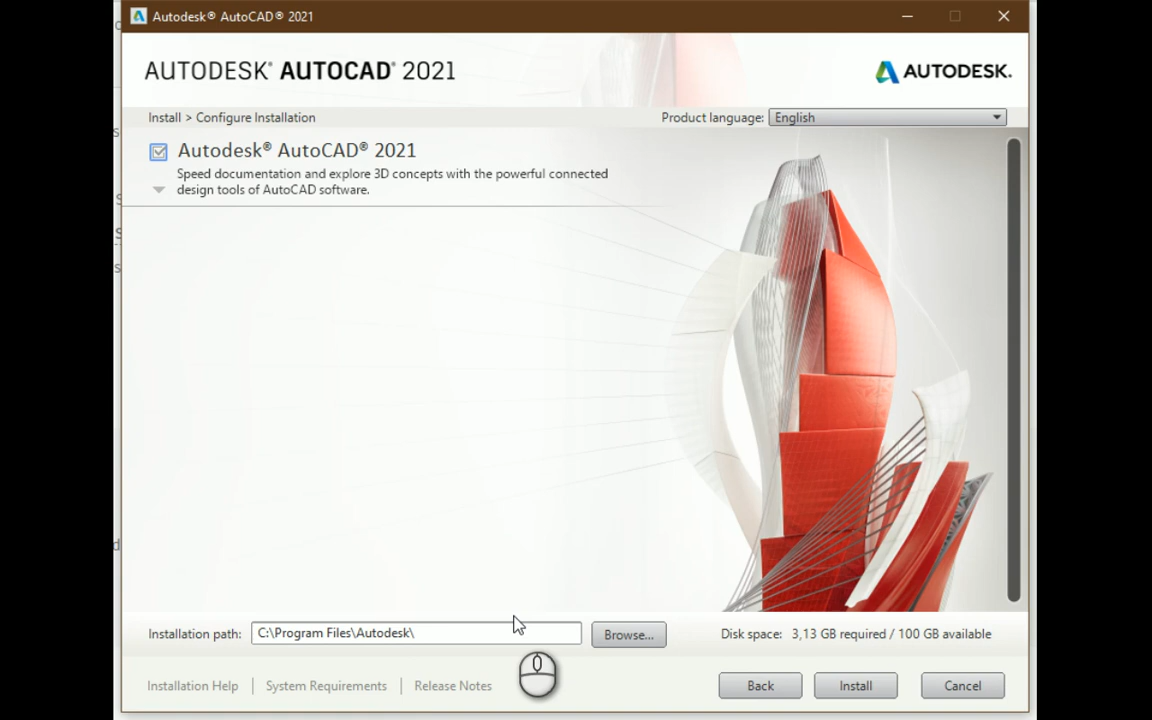 Autodesk® AutoCAD® 2021
AUTODESK® AUTOCAD® 2021
AUTODESK.
Install > Configure Installation
Product language: English
Autodesk® AutoCAD® 2021
Speed documentation and explore 3D concepts with the powerful connected
design tools of AutoCAD software.
Installation path: C:\Program Files\Autodesk\ Browse...
Disk space: 3,13 GB required / 100 GB available
Installation Help | System Requirements | Release Notes
Back Install Cancel